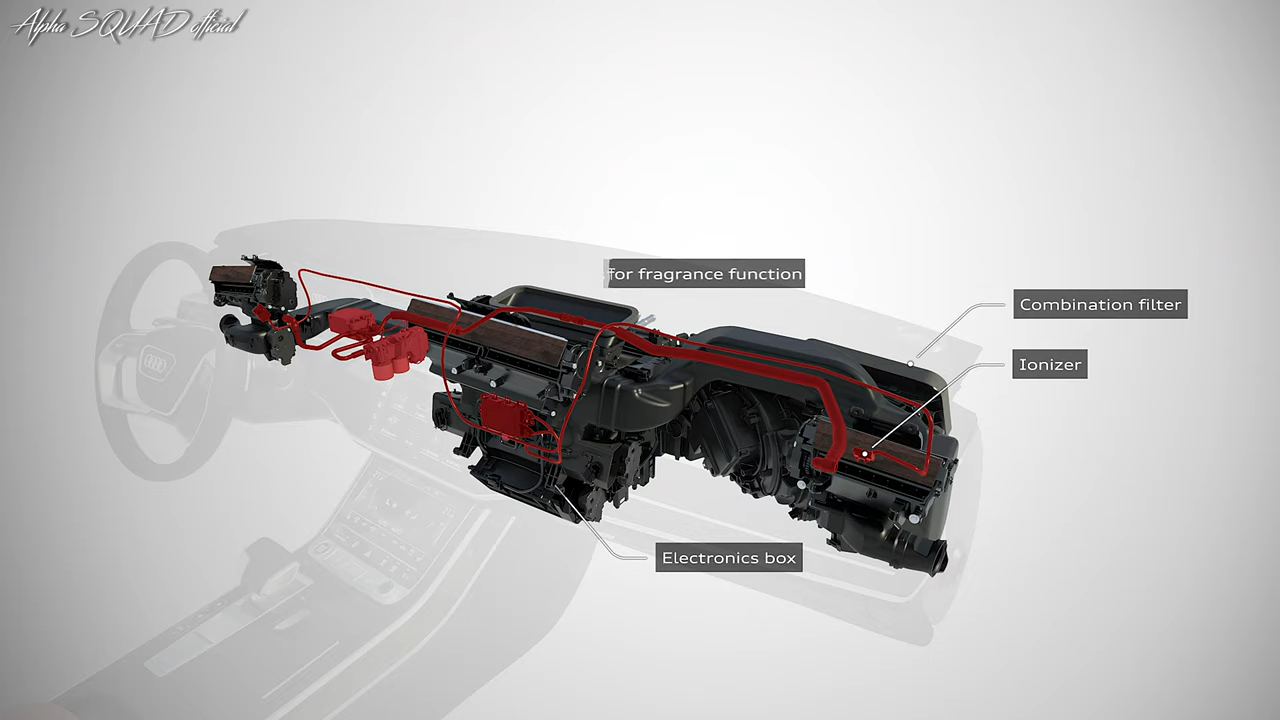 Alpha SQUAD official
for fragrance function
Combination filter
Ionizer
Electronics box